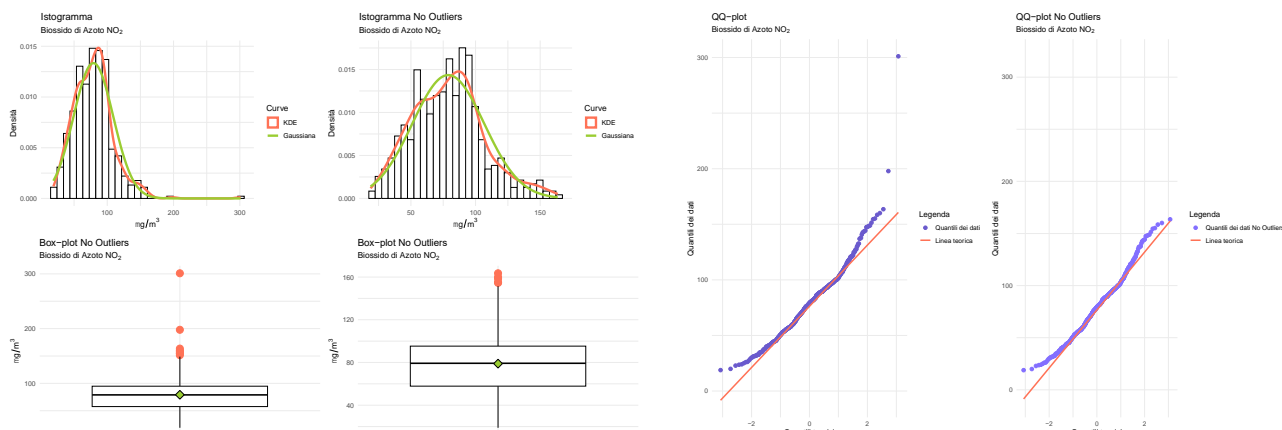 Istogramma
Biossido di Azoto NO₂
0.015
0.010
0.005
0.000
Densità
100
200
300
mg/m³
Curve
KDE
Gaussiana
Istogramma No Outliers
Biossido di Azoto NO₂
0.015
0.010
0.005
0.000
Densità
50
100
150
mg/m³
Curve
KDE
Gaussiana
Box-plot No Outliers
Biossido di Azoto NO₂
300
200
100
mg/m³
Box-plot No Outliers
Biossido di Azoto NO₂
160
120
80
40
mg/m³
QQ-plot
Biossido di Azoto NO₂
300
200
100
0
Quantili dei dati
−2
0
2
Legenda
Quantili dei dati
Linea teorica
QQ-plot No Outliers
Biossido di Azoto NO₂
300
200
100
0
Quantili dei dati
−2
0
2
Legenda
Quantili dei dati No Outliers
Linea teorica